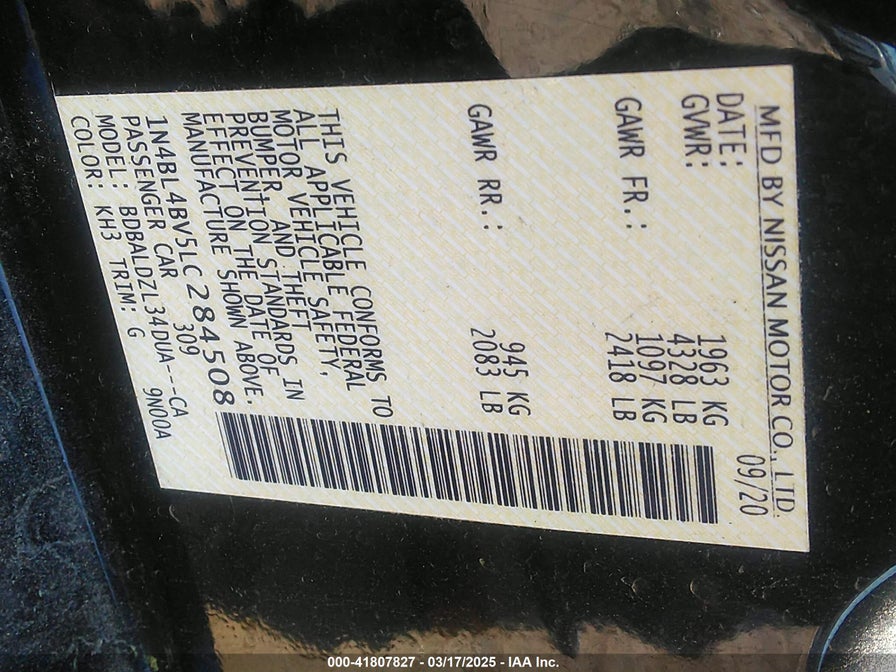 MFD BY NISSAN MOTOR CO., LTD.
DATE: 09/20
GVWR: 1963 KG
4328 LB
GAWR FR.: 1097 KG
2418 LB
GAWR RR.: 945 KG
2083 LB
THIS VEHICLE CONFORMS TO
ALL APPLICABLE FEDERAL
MOTOR VEHICLE SAFETY,
BUMPER, AND THEFT
PREVENTION STANDARDS IN
EFFECT ON THE DATE OF
MANUFACTURE SHOWN ABOVE.
1N4BL4BV5LC284508
PASSENGER CAR 309
MODEL: BDBALDZL34DUA---CA
COLOR: KH3 TRIM: G 9N00A
000-41807827 - 03/17/2025 - IAA Inc.